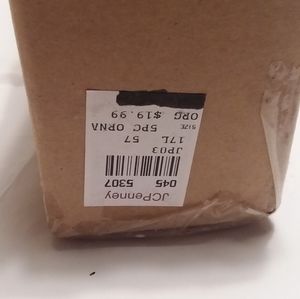 JCPenney
045 5307
JP03
17L 57
SIZE 5PC ORNA
ORG $19.99